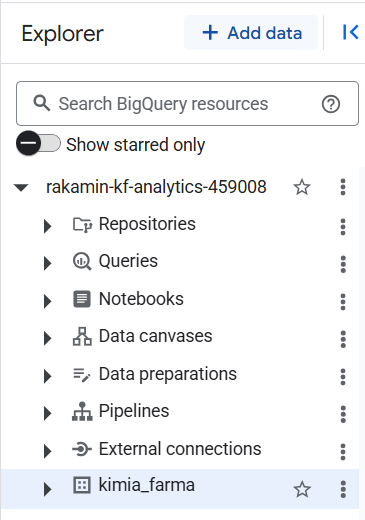 Explorer
+ Add data
Search BigQuery resources
Show starred only
rakamin-kf-analytics-459008
Repositories
Queries
Notebooks
Data canvases
Data preparations
Pipelines
External connections
kimia_farma